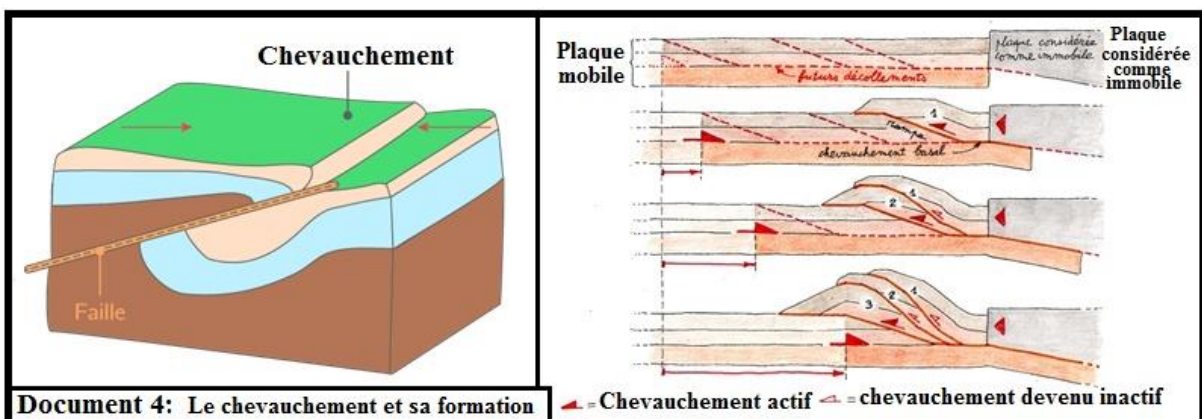 Chevauchement
Faille
Document 4: Le chevauchement et sa formation
Plaque
mobile
plaque considérée
comme immobile
Plaque
considérée
comme
immobile
futurs décollements
1
rampe
chevauchement basal
1
2
1
2
3
= Chevauchement actif = chevauchement devenu inactif